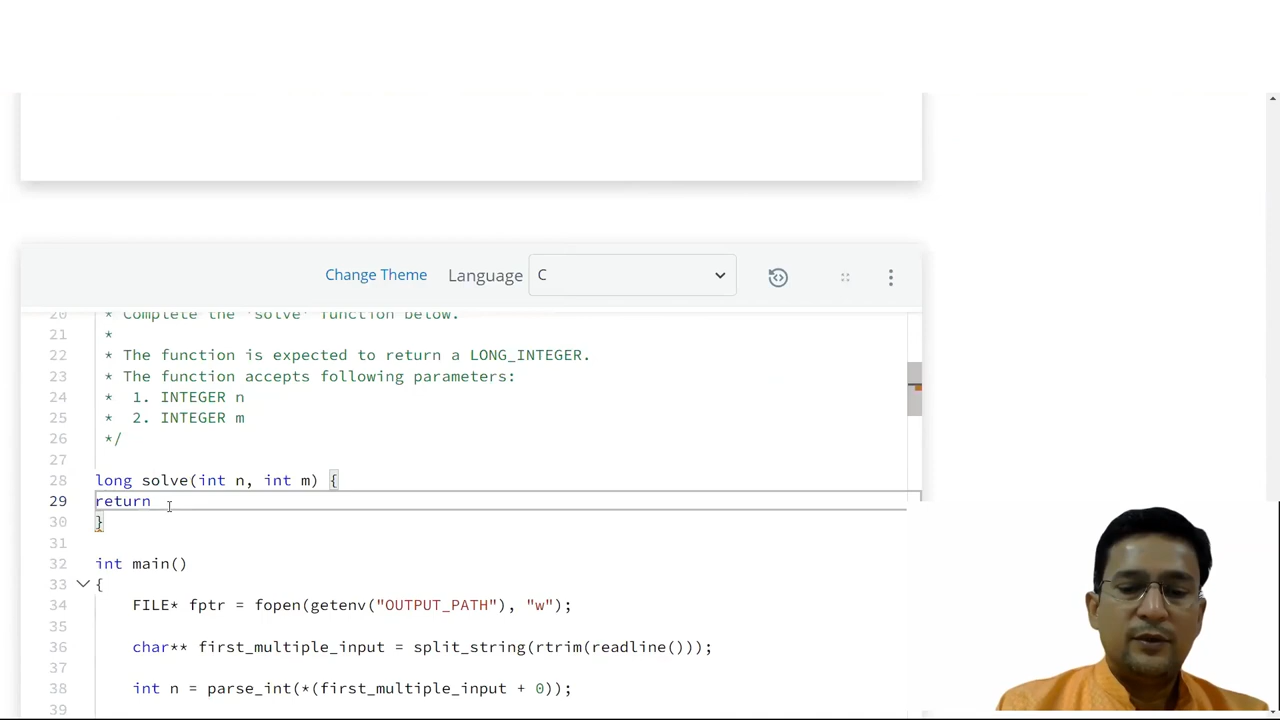 Change Theme Language C
20 * Complete the 'solve' function below.
21 *
22 * The function is expected to return a LONG_INTEGER.
23 * The function accepts following parameters:
24 *  1. INTEGER n
25 *  2. INTEGER m
26 */
27
28 long solve(int n, int m) {
29 return
30 }
31
32 int main()
33 {
34     FILE* fptr = fopen(getenv("OUTPUT_PATH"), "w");
35
36     char** first_multiple_input = split_string(rtrim(readline()));
37
38     int n = parse_int(*(first_multiple_input + 0));
39